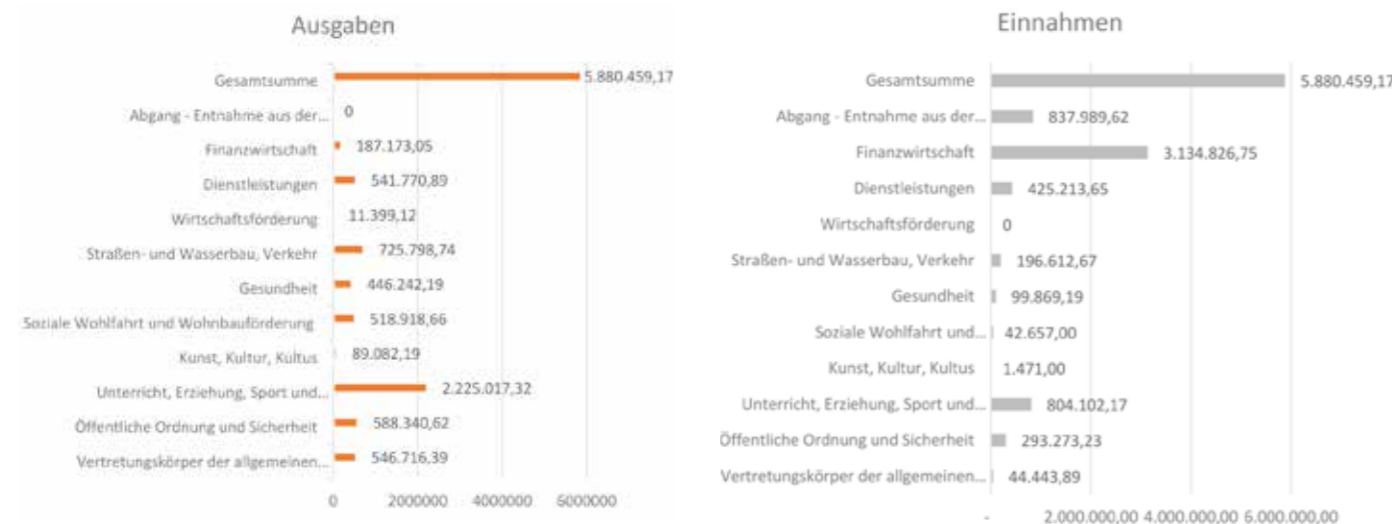 Ausgaben
Gesamtsumme 5.880.459,17
Abgang - Entnahme aus der... 0
Finanzwirtschaft 187.173,05
Dienstleistungen 541.770,89
Wirtschaftsförderung 11.399,12
Straßen- und Wasserbau, Verkehr 725.798,74
Gesundheit 446.242,19
Soziale Wohlfahrt und Wohnbauförderung 518.918,66
Kunst, Kultur, Kultus 89.082,19
Unterricht, Erziehung, Sport und... 2.225.017,32
Öffentliche Ordnung und Sicherheit 588.340,62
Vertretungskörper der allgemeinen... 546.716,39
0 2000000 4000000 6000000
Einnahmen
Gesamtsumme 5.880.459,17
Abgang - Entnahme aus der... 837.989,62
Finanzwirtschaft 3.134.826,75
Dienstleistungen 425.213,65
Wirtschaftsförderung 0
Straßen- und Wasserbau, Verkehr 196.612,67
Gesundheit 99.869,19
Soziale Wohlfahrt und... 42.657,00
Kunst, Kultur, Kultus 1.471,00
Unterricht, Erziehung, Sport und... 804.102,17
Öffentliche Ordnung und Sicherheit 293.273,23
Vertretungskörper der allgemeinen... 44.443,89
- 2.000.000,00 4.000.000,00 6.000.000,00